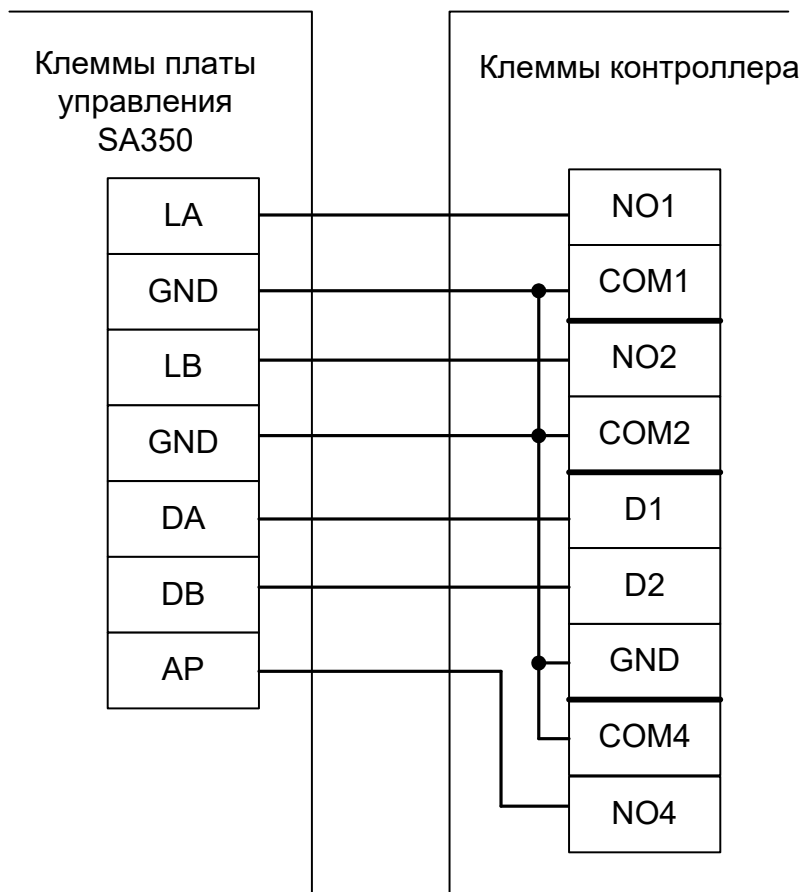 Клеммы платы
управления
SA350
Клеммы контроллера
LA
GND
LB
GND
DA
DB
AP
NO1
COM1
NO2
COM2
D1
D2
GND
COM4
NO4